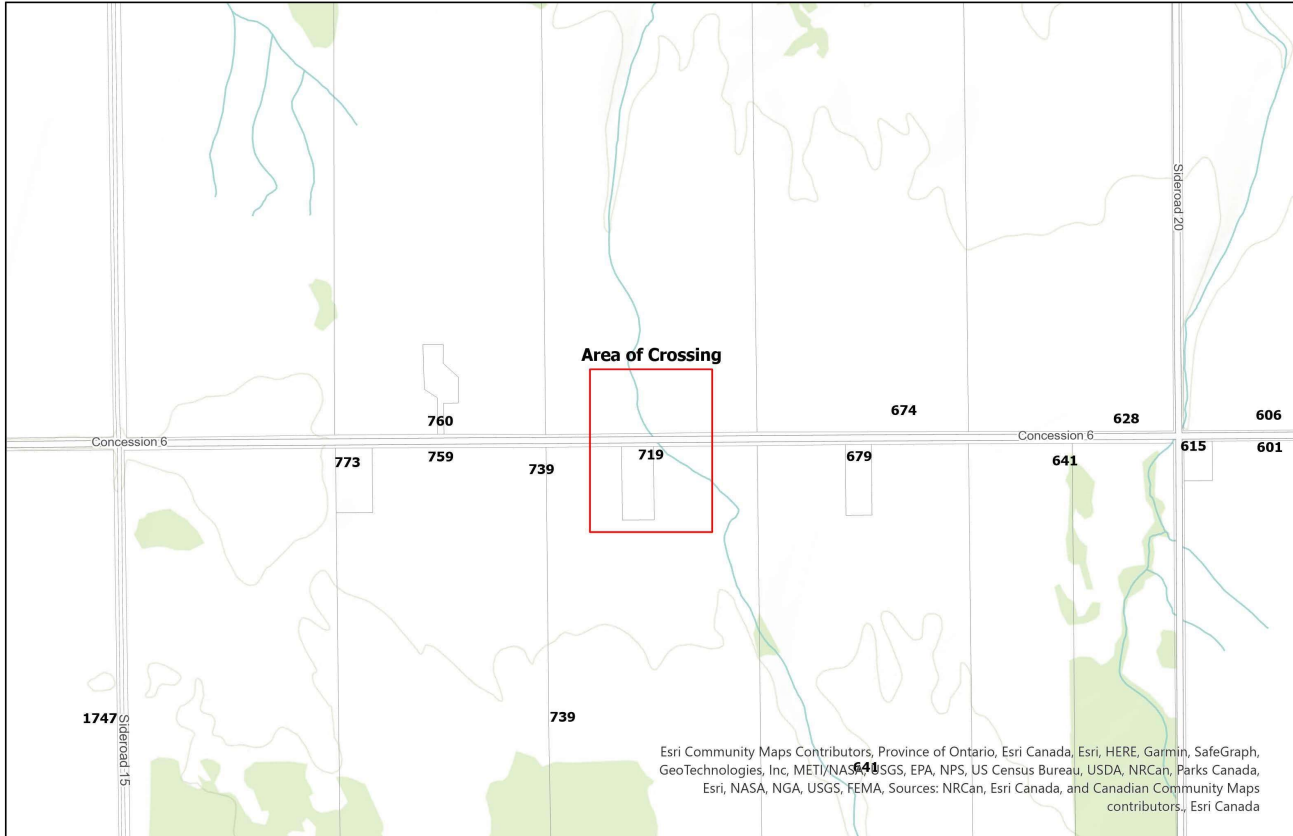 Sideroad 20
Area of Crossing
674
628
606
760
Concession 6
Concession 6
773
759
739
719
679
641
615
601
1747
Sideroad 15
739
641
Esri Community Maps Contributors, Province of Ontario, Esri Canada, Esri, HERE, Garmin, SafeGraph,
GeoTechnologies, Inc, METI/NASA, USGS, EPA, NPS, US Census Bureau, USDA, NRCan, Parks Canada,
Esri, NASA, NGA, USGS, FEMA, Sources: NRCan, Esri Canada, and Canadian Community Maps
contributors., Esri Canada